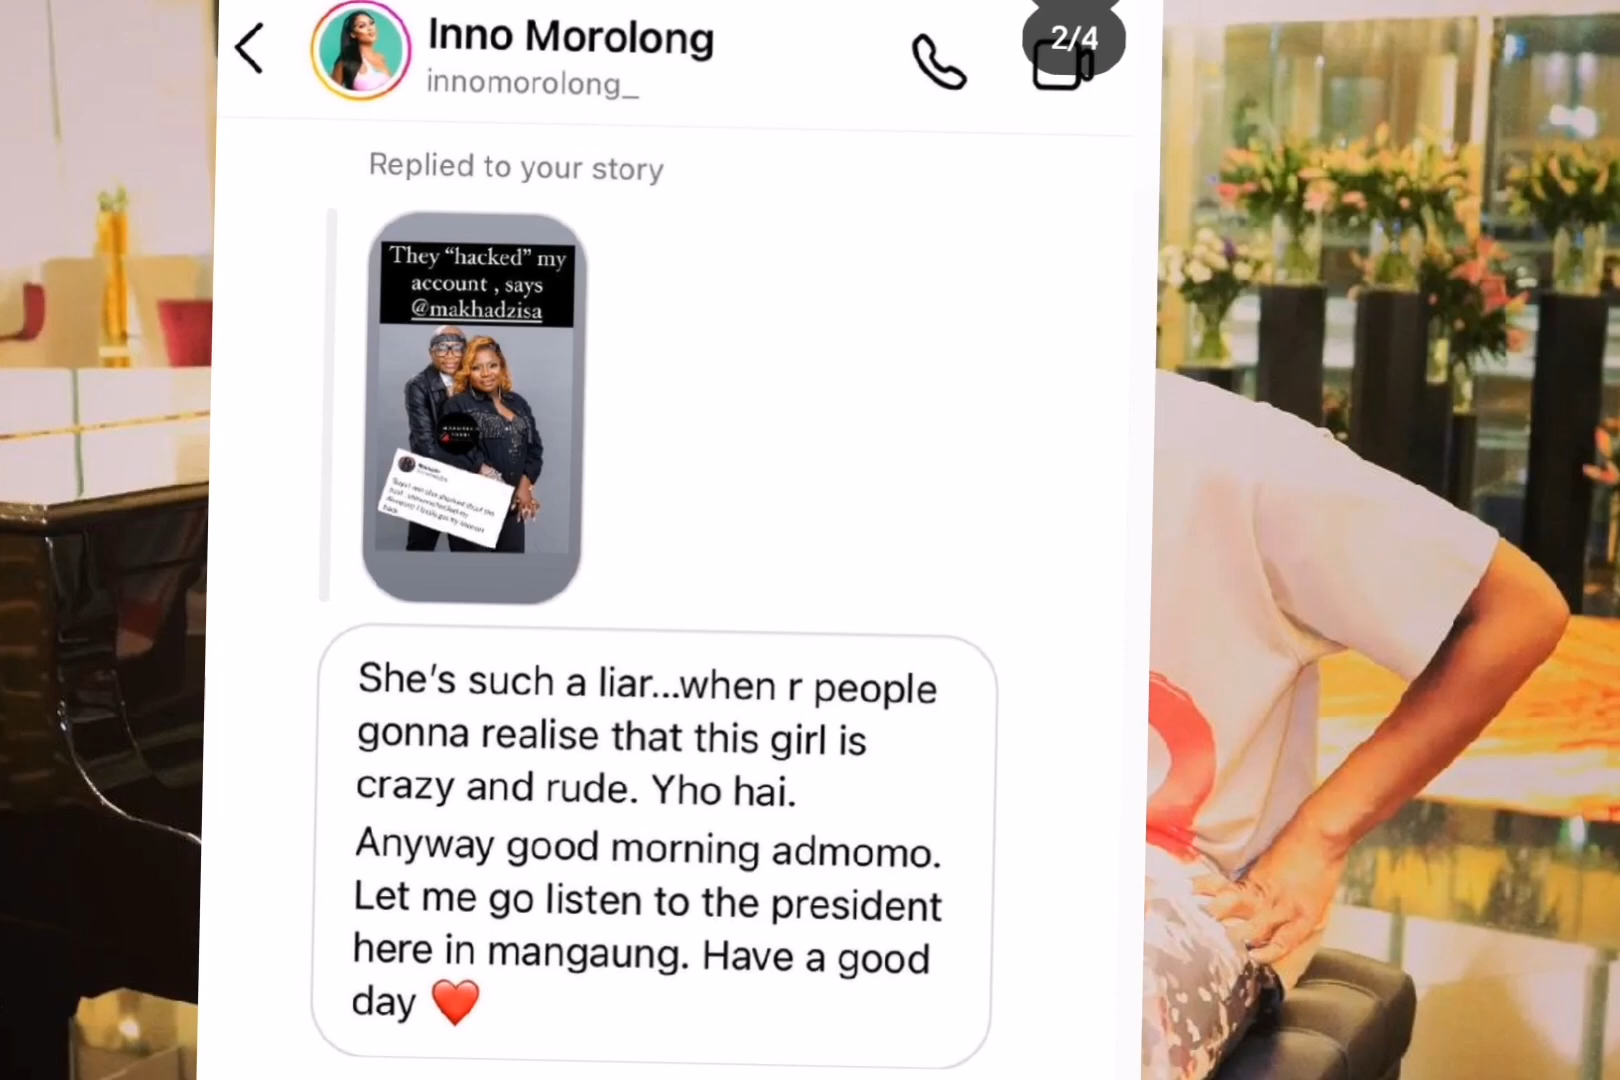 Inno Morolong
innomorolong_
2/4
Replied to your story
They “hacked” my
account , says
@makhadzisa
She's such a liar...when r people
gonna realise that this girl is
crazy and rude. Yho hai.
Anyway good morning admomo.
Let me go listen to the president
here in mangaung. Have a good
day ❤️